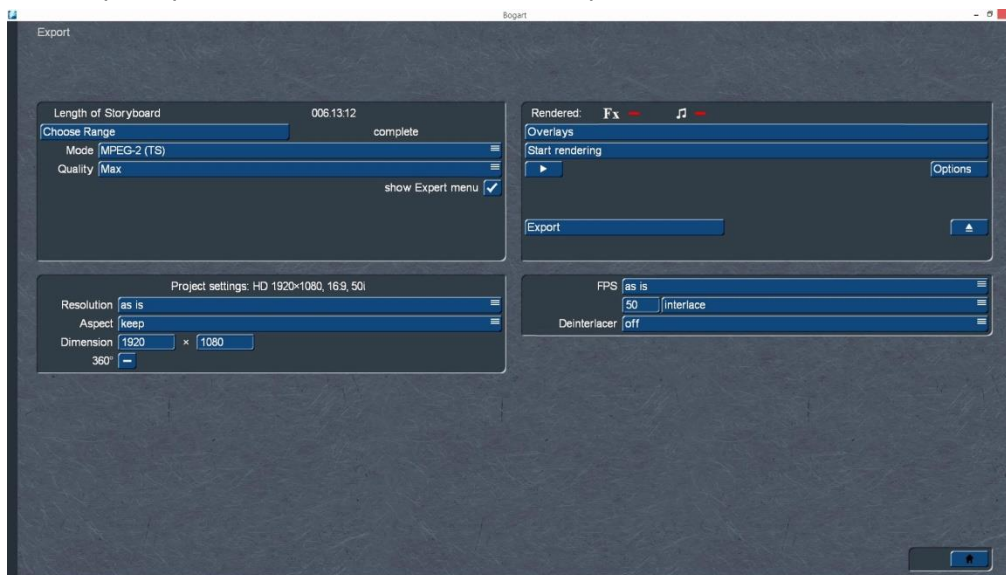 Bogart
Export
Length of Storyboard 006.13:12
Choose Range complete
Mode MPEG-2 (TS)
Quality Max
show Expert menu
Rendered: Fx
Overlays
Start rendering
Options
Export
Project settings: HD 1920×1080, 16:9, 50i
Resolution as is
Aspect keep
Dimension 1920 × 1080
360°
FPS as is
50 interlace
Deinterlacer off